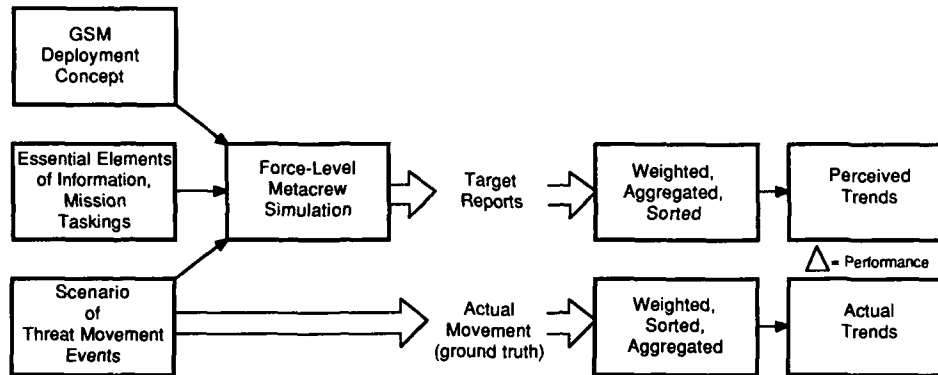 GSM
Deployment
Concept
Essential Elements
of Information,
Mission
Taskings
Force-Level
Metacrew
Simulation
Target
Reports
Weighted,
Aggregated,
Sorted
Perceived
Trends
Δ = Performance
Scenario
of
Threat Movement
Events
Actual
Movement
(ground truth)
Weighted,
Sorted,
Aggregated
Actual
Trends